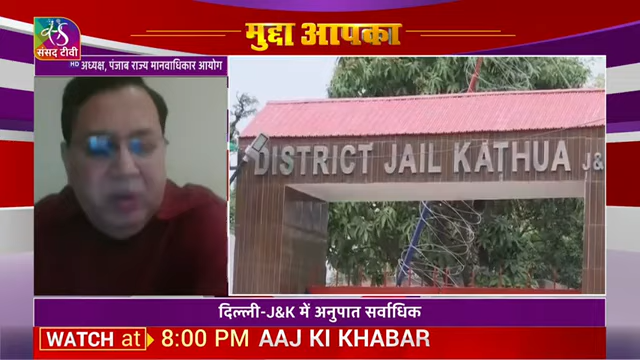 संसद टीवी
HD
मुद्दा आपका
अध्यक्ष, पंजाब राज्य मानवाधिकार आयोग
DISTRICT JAIL KATHUA J&
दिल्ली-J&K में अनुपात सर्वाधिक
WATCH at 8:00 PM AAJ KI KHABAR